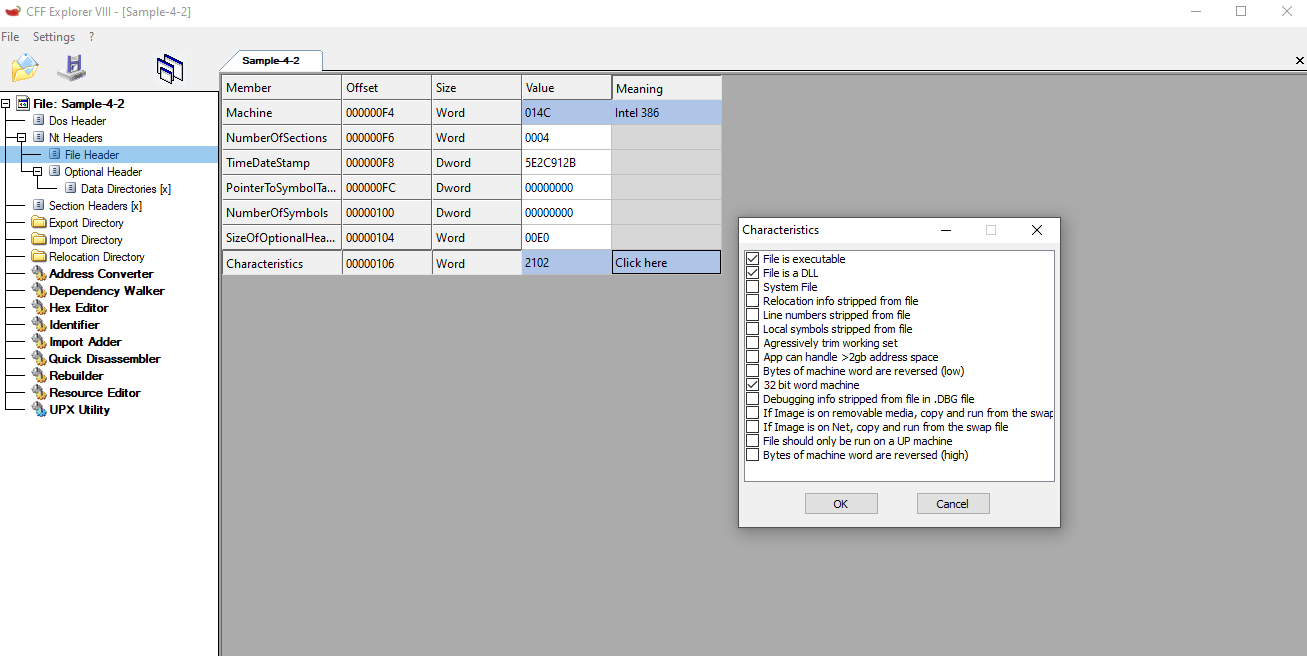 CFF Explorer VIII - [Sample-4-2]
File Settings ?
Sample-4-2
File: Sample-4-2
Dos Header
Nt Headers
File Header
Optional Header
Data Directories [x]
Section Headers [x]
Export Directory
Import Directory
Relocation Directory
Address Converter
Dependency Walker
Hex Editor
Identifier
Import Adder
Quick Disassembler
Rebuilder
Resource Editor
UPX Utility
Member Offset Size Value Meaning
Machine 000000F4 Word 014C Intel 386
NumberOfSections 000000F6 Word 0004
TimeDateStamp 000000F8 Dword 5E2C912B
PointerToSymbolTa... 000000FC Dword 00000000
NumberOfSymbols 00000100 Dword 00000000
SizeOfOptionalHea... 00000104 Word 00E0
Characteristics 00000106 Word 2102 Click here
Characteristics
File is executable
File is a DLL
System File
Relocation info stripped from file
Line numbers stripped from file
Local symbols stripped from file
Agressively trim working set
App can handle >2gb address space
Bytes of machine word are reversed (low)
32 bit word machine
Debugging info stripped from file in .DBG file
If Image is on removable media, copy and run from the swap
If Image is on Net, copy and run from the swap file
File should only be run on a UP machine
Bytes of machine word are reversed (high)
OK Cancel